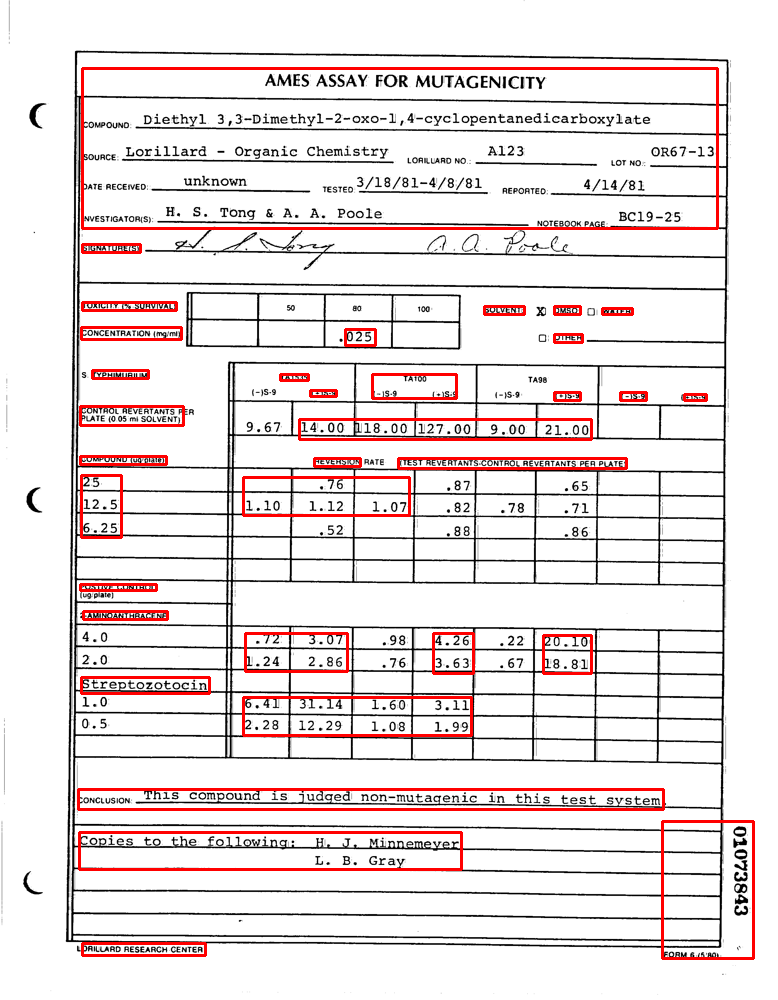 AMES ASSAY FOR MUTAGENICITY
COMPOUND: Diethyl 3,3-Dimethyl-2-oxo-1,4-cyclopentanedicarboxylate
SOURCE: Lorillard - Organic Chemistry LORILLARD NO.: A123 LOT NO: OR67-13
DATE RECEIVED: unknown TESTED 3/18/81-4/8/81 REPORTED: 4/14/81
INVESTIGATOR(S): H. S. Tong & A. A. Poole NOTEBOOK PAGE: BC19-25
SIGNATURE(S) H. S. Tong A. A. Poole
TOXICITY (% SURVIVAL) 50 80 100 SOLVENT: X DMSO □ WATER
CONCENTRATION (mg/ml) .025 □ OTHER
S. TYPHIMURIUM TA1535 TA100 TA98
(-)S-9 (+)S-9 (-)S-9 (+)S-9 (-)S-9 (+)S-9 (-)S-9 (+)S-9
CONTROL REVERTANTS PER
PLATE (0.05 ml SOLVENT) 9.67 14.00 118.00 127.00 9.00 21.00
COMPOUND (ug/plate) REVERSION RATE (TEST REVERTANTS-CONTROL REVERTANTS PER PLATE)
25 .76 .87 .65
12.5 1.10 1.12 1.07 .82 .78 .71
6.25 .52 .88 .86
POSITIVE CONTROL
(ug/plate)
2-AMINOANTHRACENE
4.0 .72 3.07 .98 4.26 .22 20.10
2.0 1.24 2.86 .76 3.63 .67 18.81
Streptozotocin
1.0 6.41 31.14 1.60 3.11
0.5 2.28 12.29 1.08 1.99
CONCLUSION: This compound is judged non-mutagenic in this test system
Copies to the following: H. J. Minnemeyer
L. B. Gray
01073843
LORILLARD RESEARCH CENTER FORM 6 (5/80)